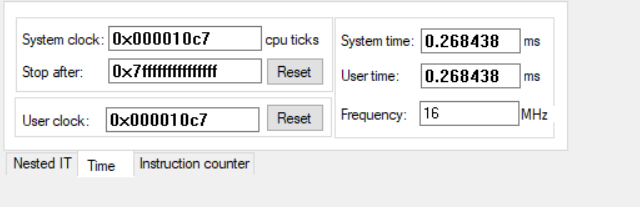 System clock: 0x000010c7 cpu ticks
Stop after: 0x7fffffffffffffff Reset
User clock: 0x000010c7 Reset
System time: 0.268438 ms
User time: 0.268438 ms
Frequency: 16 MHz
Nested IT Time Instruction counter